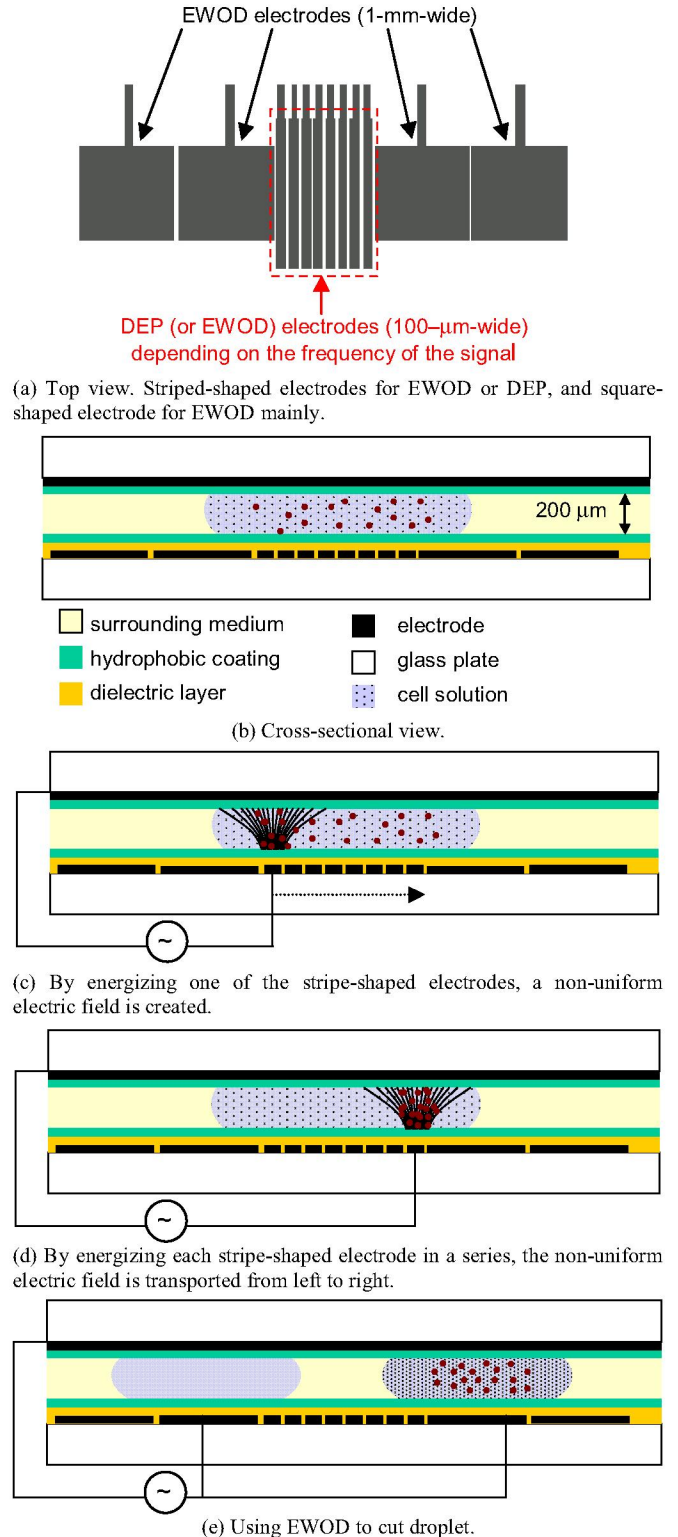 EWOD electrodes (1-mm-wide)
DEP (or EWOD) electrodes (100–μm-wide)
depending on the frequency of the signal
(a) Top view. Striped-shaped electrodes for EWOD or DEP, and square-
shaped electrode for EWOD mainly.
200 μm
surrounding medium
electrode
hydrophobic coating
glass plate
dielectric layer
cell solution
(b) Cross-sectional view.
~
(c) By energizing one of the stripe-shaped electrodes, a non-uniform
electric field is created.
~
(d) By energizing each stripe-shaped electrode in a series, the non-uniform
electric field is transported from left to right.
~
(e) Using EWOD to cut droplet.